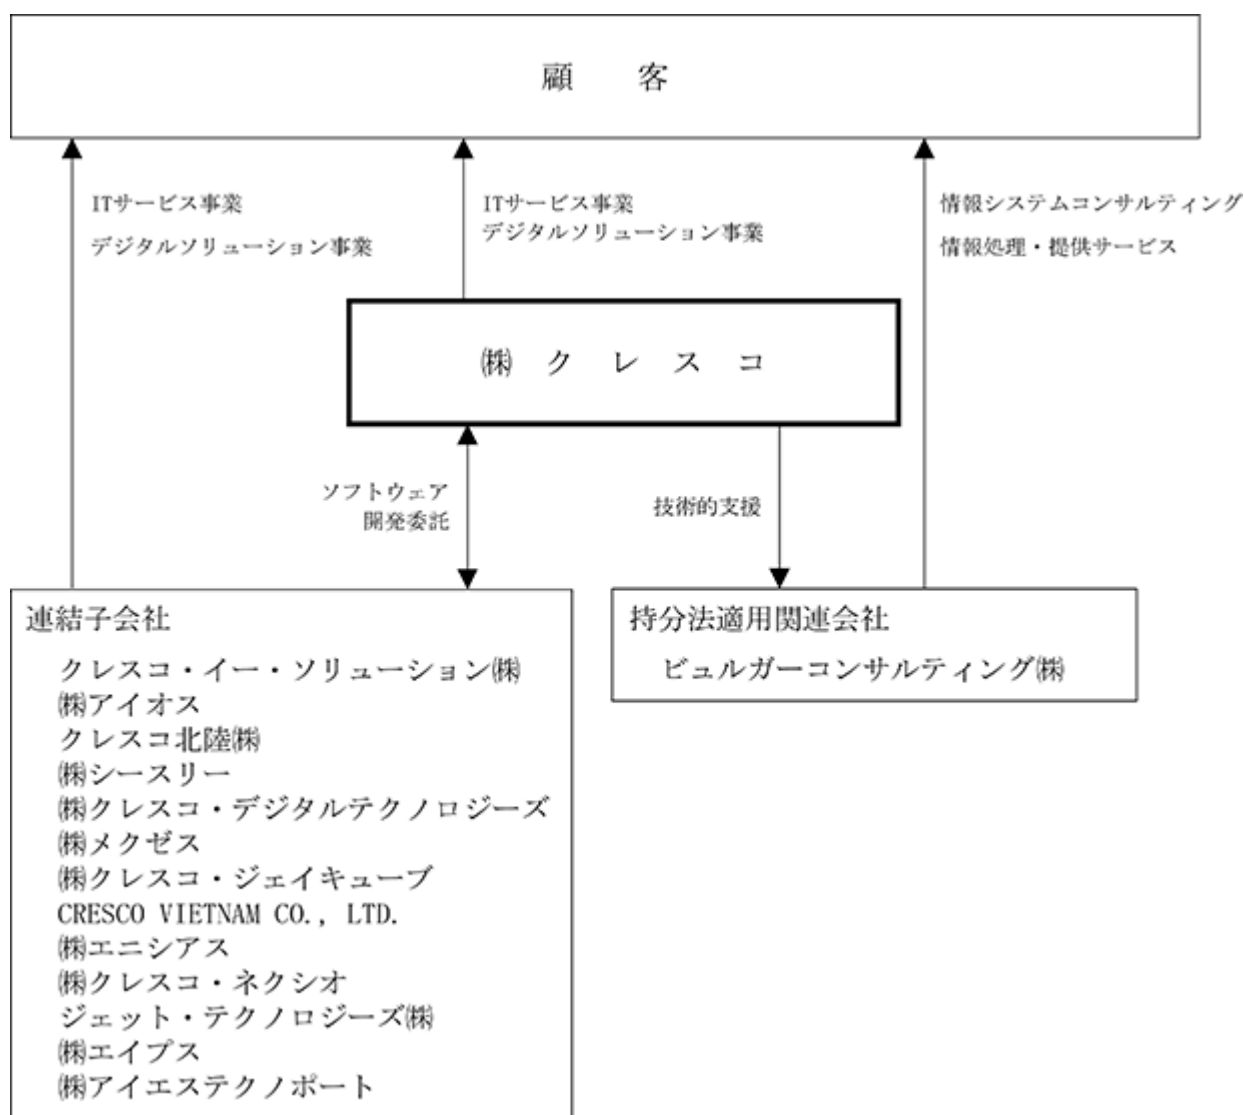 顧 客
ITサービス事業
デジタルソリューション事業
ITサービス事業
デジタルソリューション事業
情報システムコンサルティング
情報処理・提供サービス
㈱ クレスコ
ソフトウェア
開発委託
技術的支援
連結子会社
クレスコ・イー・ソリューション㈱
㈱アイオス
クレスコ北陸㈱
㈱シースリー
㈱クレスコ・デジタルテクノロジーズ
㈱メクゼス
㈱クレスコ・ジェイキューブ
CRESCO VIETNAM CO., LTD.
㈱エニシアス
㈱クレスコ・ネクシオ
ジェット・テクノロジーズ㈱
㈱エイプス
㈱アイエステクノポート
持分法適用関連会社
ビュルガーコンサルティング㈱